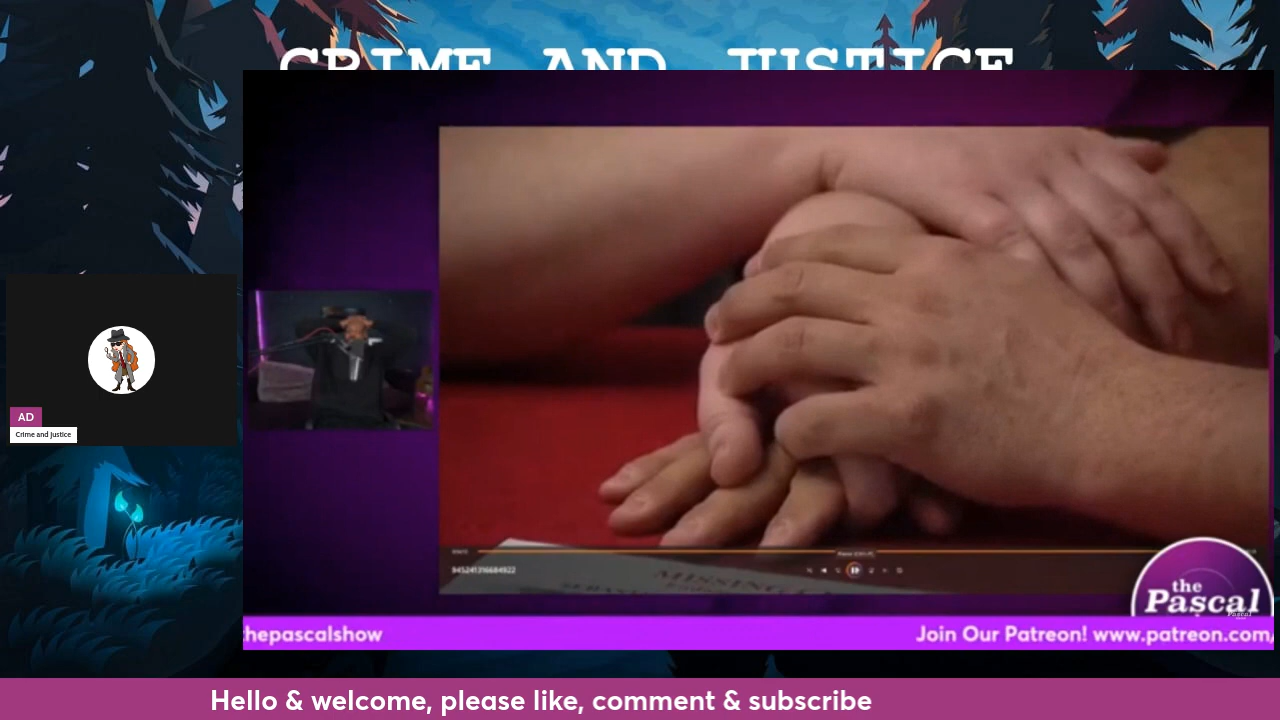 CRIME AND JUSTICE
945241316684922
MISSING
the
Pascal
AD
Crime and Justice
thepascalshow
Join Our Patreon! www.patreon.com/
Hello & welcome, please like, comment & subscribe